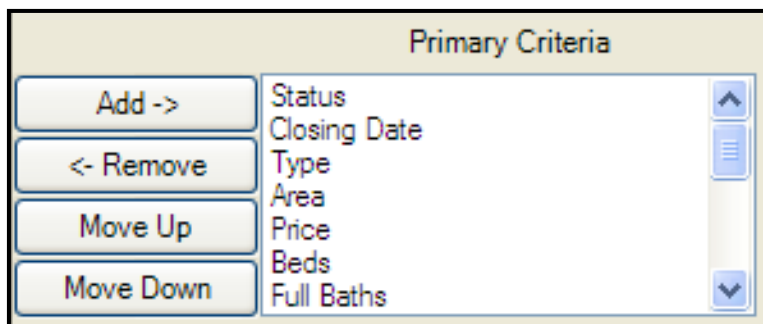 Primary Criteria
Add ->
<- Remove
Move Up
Move Down
Status
Closing Date
Type
Area
Price
Beds
Full Baths